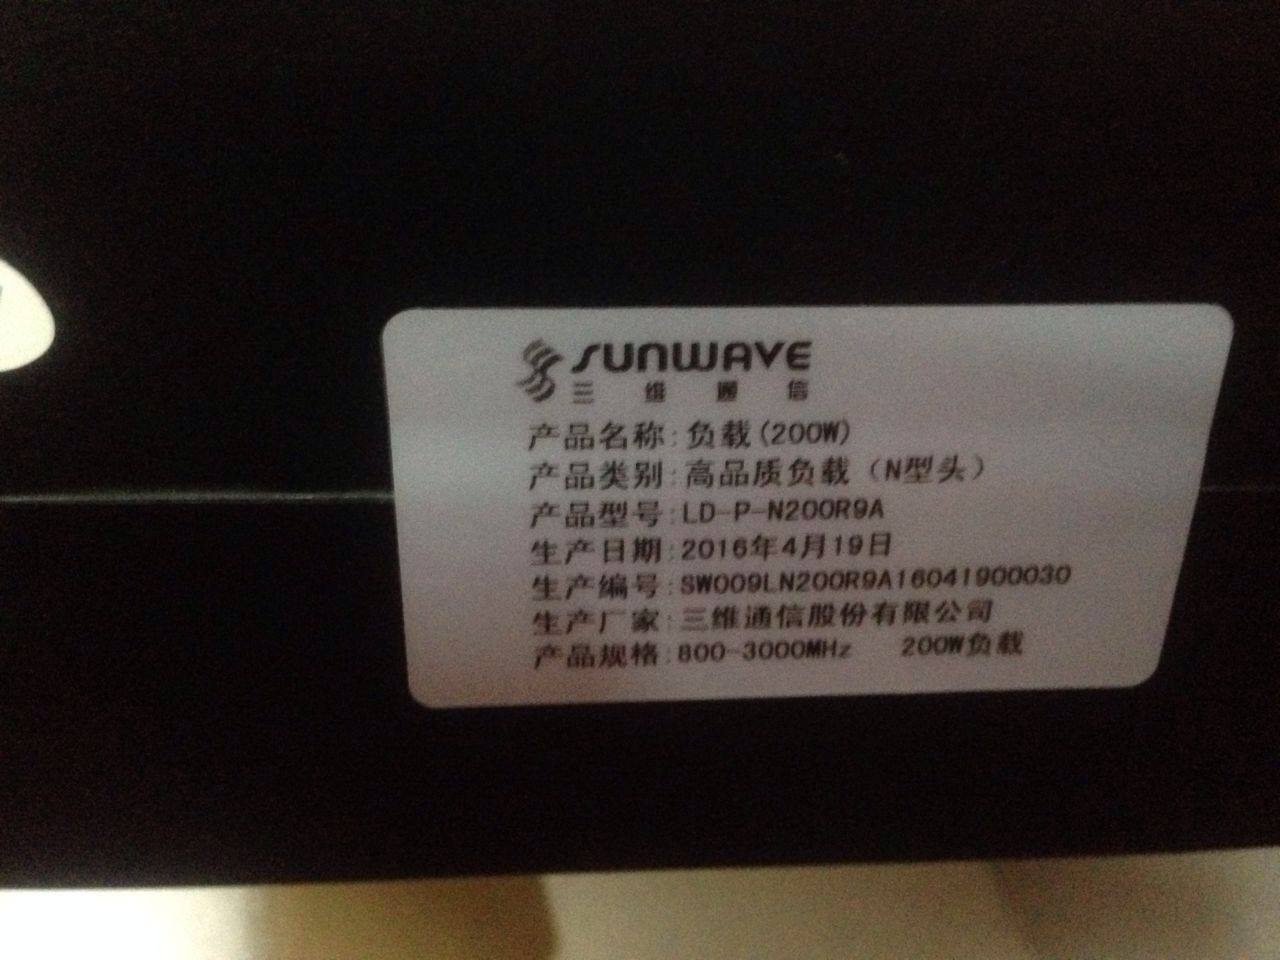 SUNWAVE
三维通信
产品名称:负载(200W)
产品类别:高品质负载（N型头）
产品型号:LD-P-N200R9A
生产日期:2016年4月19日
生产编号:SW009LN200R9A16041900030
生产厂家:三维通信股份有限公司
产品规格:800-3000MHz 200W负载